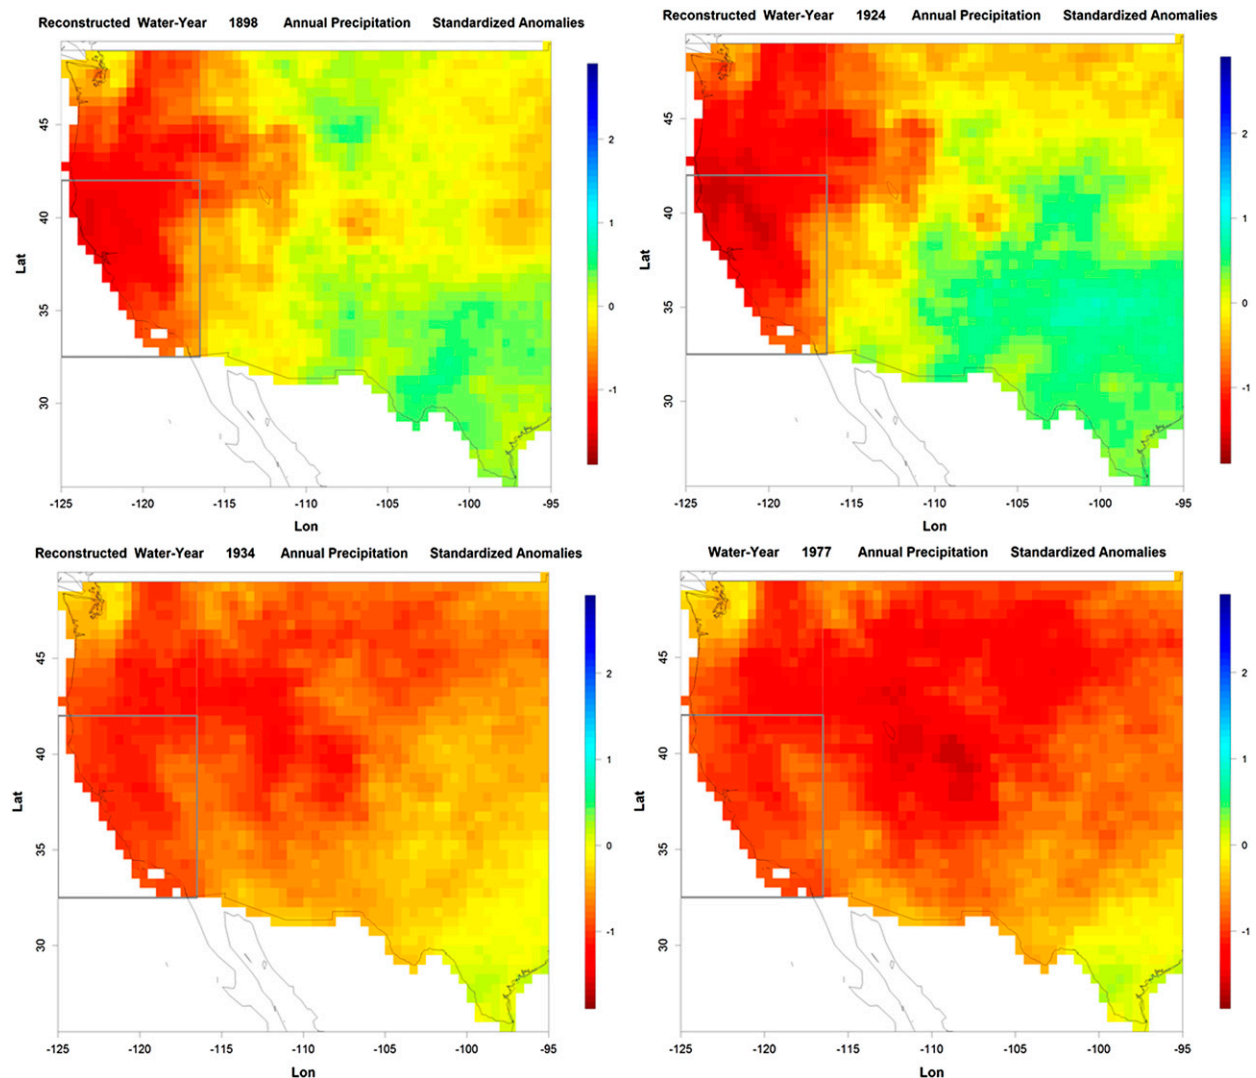 Reconstructed Water-Year 1898 Annual Precipitation Standardized Anomalies
Lat
45
40
35
30
2
1
0
-1
-125 -120 -115 -110 -105 -100 -95
Lon
Reconstructed Water-Year 1924 Annual Precipitation Standardized Anomalies
Lat
45
40
35
30
2
1
0
-1
-125 -120 -115 -110 -105 -100 -95
Lon
Reconstructed Water-Year 1934 Annual Precipitation Standardized Anomalies
Lat
45
40
35
30
2
1
0
-1
-125 -120 -115 -110 -105 -100 -95
Lon
Water-Year 1977 Annual Precipitation Standardized Anomalies
Lat
45
40
35
30
2
1
0
-1
-125 -120 -115 -110 -105 -100 -95
Lon